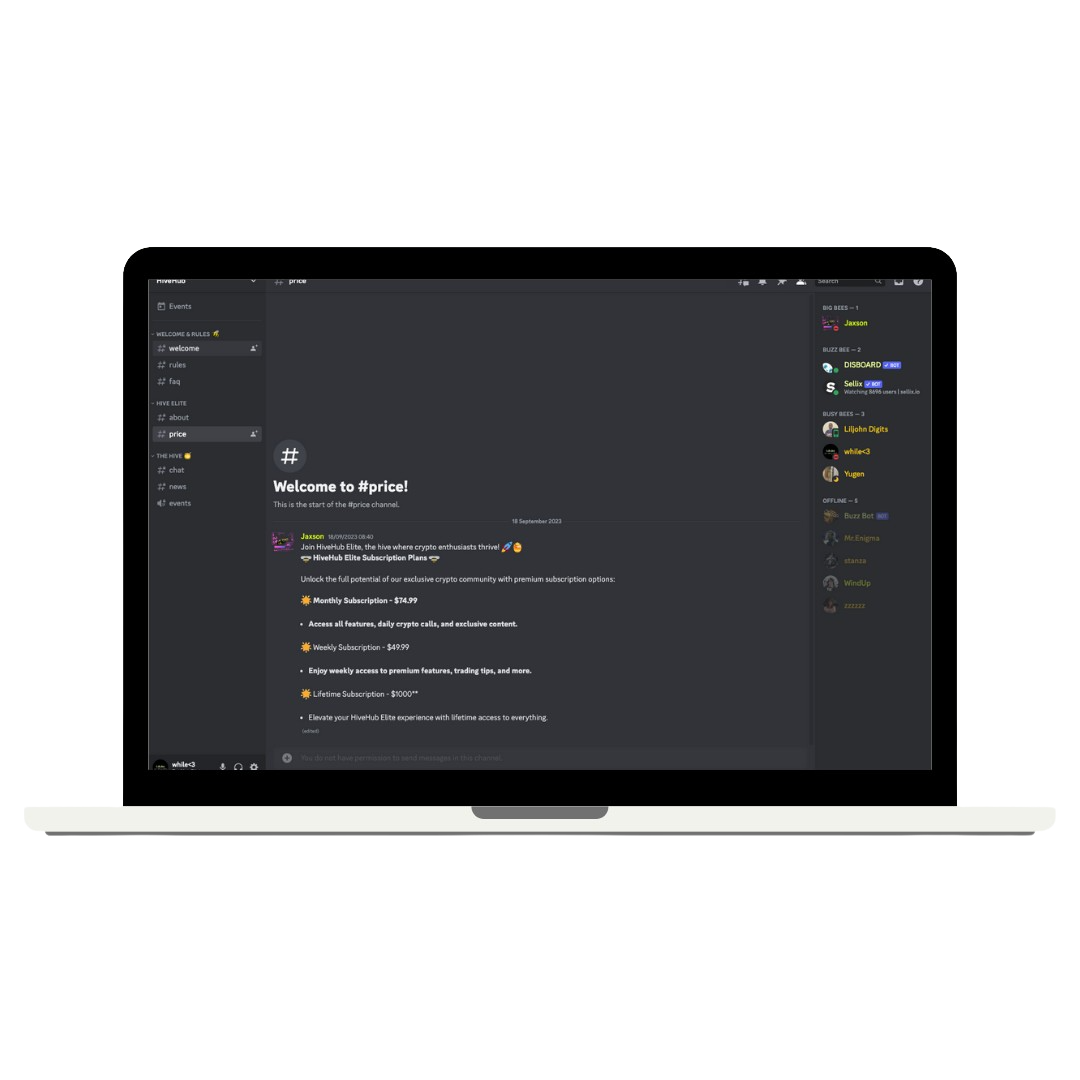 HiveHub
Events
WELCOME & RULES
welcome
rules
faq
HIVE ELITE
about
price
THE HIVE
chat
news
events
while<3
price
Welcome to #price!
This is the start of the #price channel.
18 September 2023
Jaxson 18/09/2023 08:40
Join HiveHub Elite, the hive where crypto enthusiasts thrive! 🚀
HiveHub Elite Subscription Plans
Unlock the full potential of our exclusive crypto community with premium subscription options:
Monthly Subscription - $74.99
• Access all features, daily crypto calls, and exclusive content.
Weekly Subscription - $49.99
• Enjoy weekly access to premium features, trading tips, and more.
Lifetime Subscription - $1000**
• Elevate your HiveHub Elite experience with lifetime access to everything.
(edited)
You do not have permission to send messages in this channel.
Search
BIG BEES — 1
Jaxson
BUZZ BEE — 2
DISBOARD ✓ BOT
Sellix ✓ BOT
Watching 8696 users | sellix.io
BUSY BEES — 3
Liljohn Digits
while<3
Yugen
OFFLINE — 5
Buzz Bot BOT
Mr Enigma
stanza
WindUp
zzzzzz